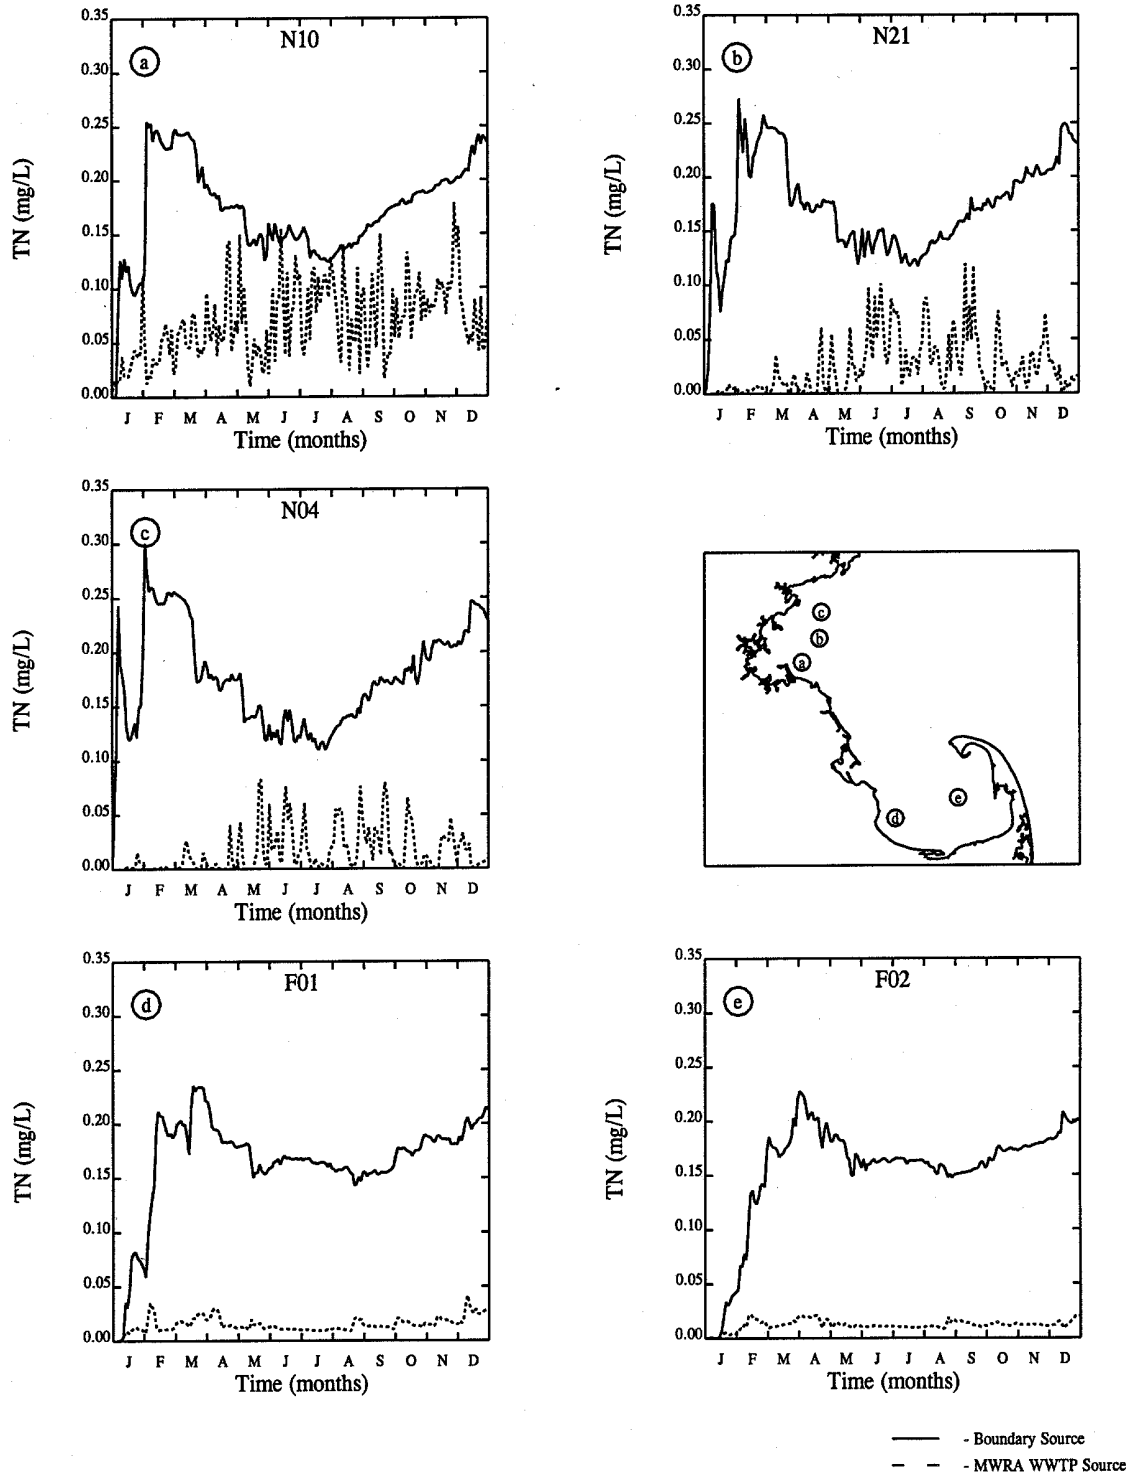 N10
a
TN (mg/L)
0.35
0.30
0.25
0.20
0.15
0.10
0.05
0.00
J F M A M J J A S O N D
Time (months)
N21
b
TN (mg/L)
0.35
0.30
0.25
0.20
0.15
0.10
0.05
0.00
J F M A M J J A S O N D
Time (months)
N04
c
TN (mg/L)
0.35
0.30
0.25
0.20
0.15
0.10
0.05
0.00
J F M A M J J A S O N D
Time (months)
c
b
a
e
d
F01
d
TN (mg/L)
0.35
0.30
0.25
0.20
0.15
0.10
0.05
0.00
J F M A M J J A S O N D
Time (months)
F02
e
TN (mg/L)
0.35
0.30
0.25
0.20
0.15
0.10
0.05
0.00
J F M A M J J A S O N D
Time (months)
- Boundary Source
- MWRA WWTP Source